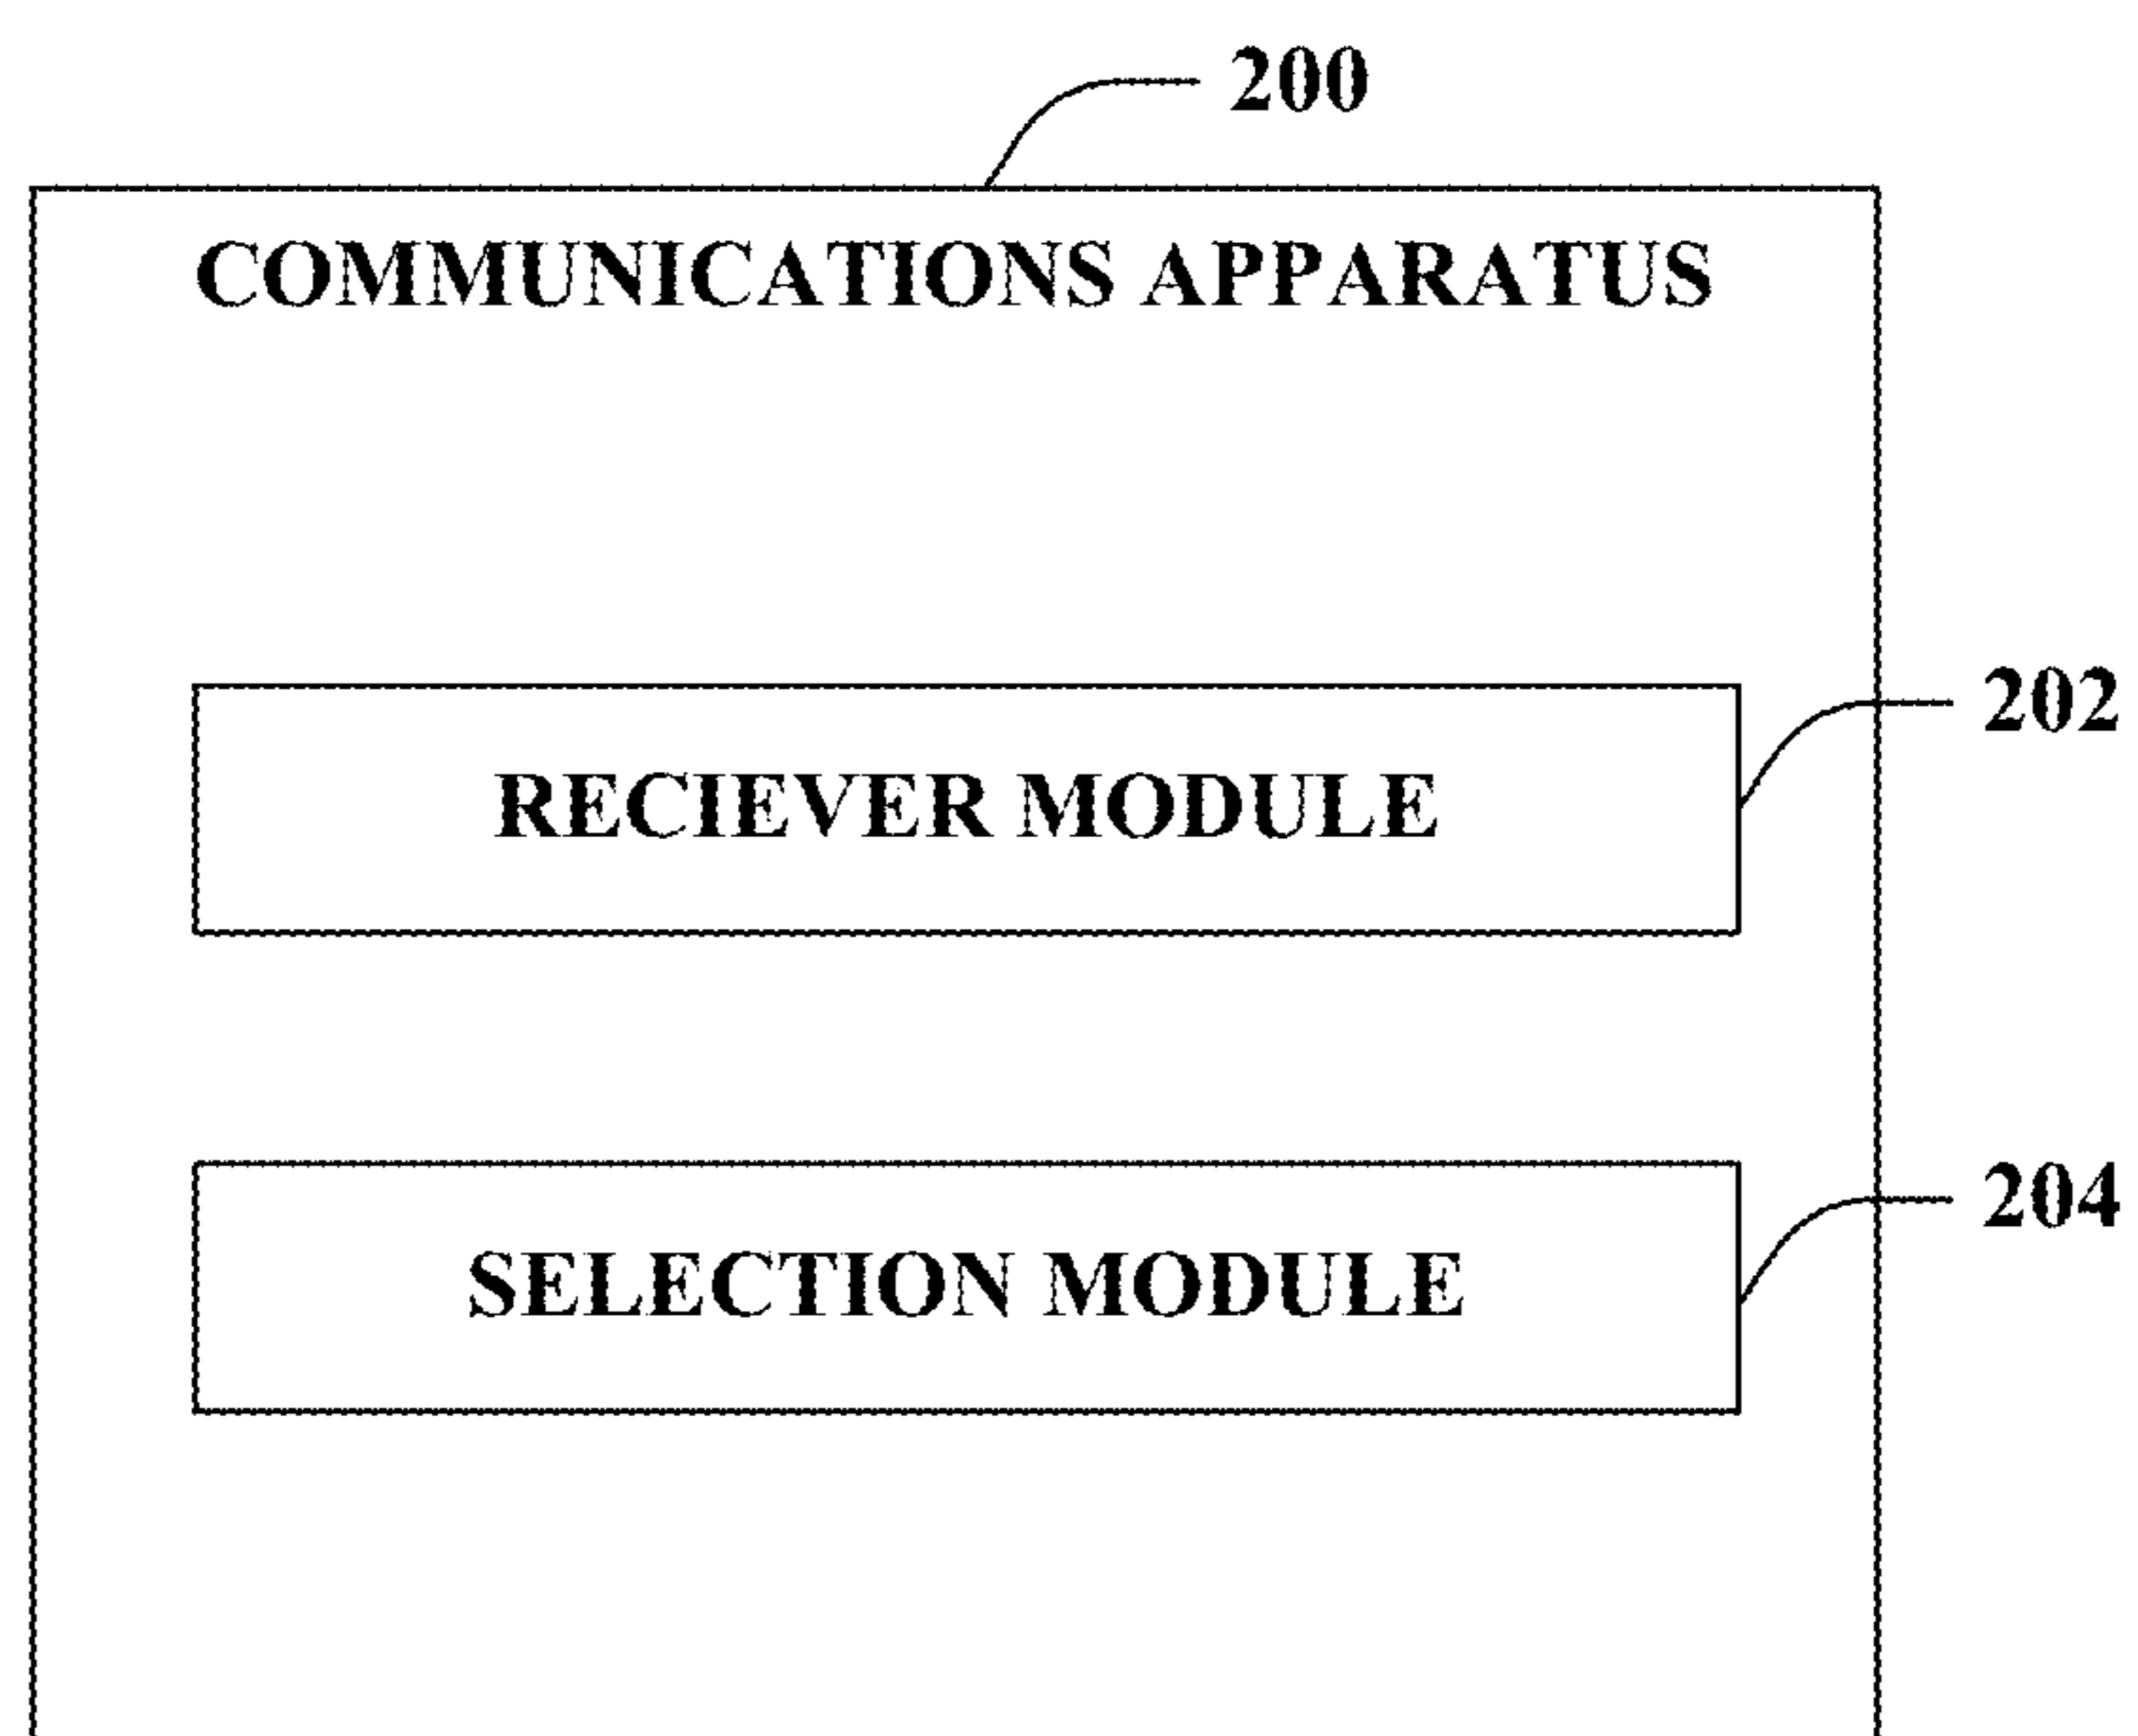 200
COMMUNICATIONS APPARATUS
202
RECIEVER MODULE
204
SELECTION MODULE